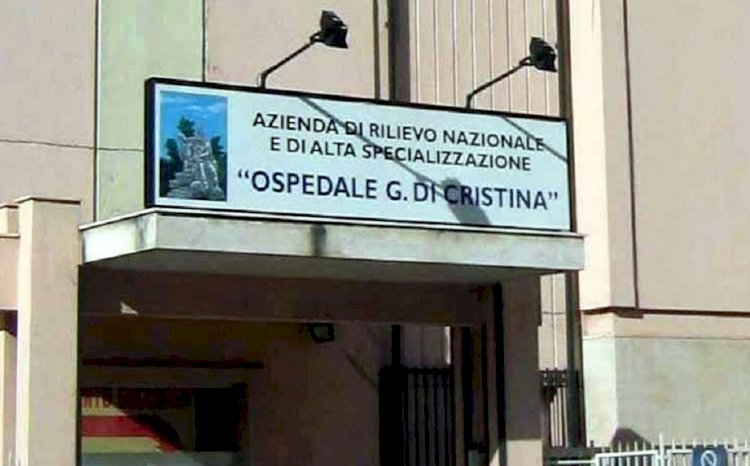 AZIENDA DI RILIEVO NAZIONALE
E DI ALTA SPECIALIZZAZIONE
"OSPEDALE G. DI CRISTINA"